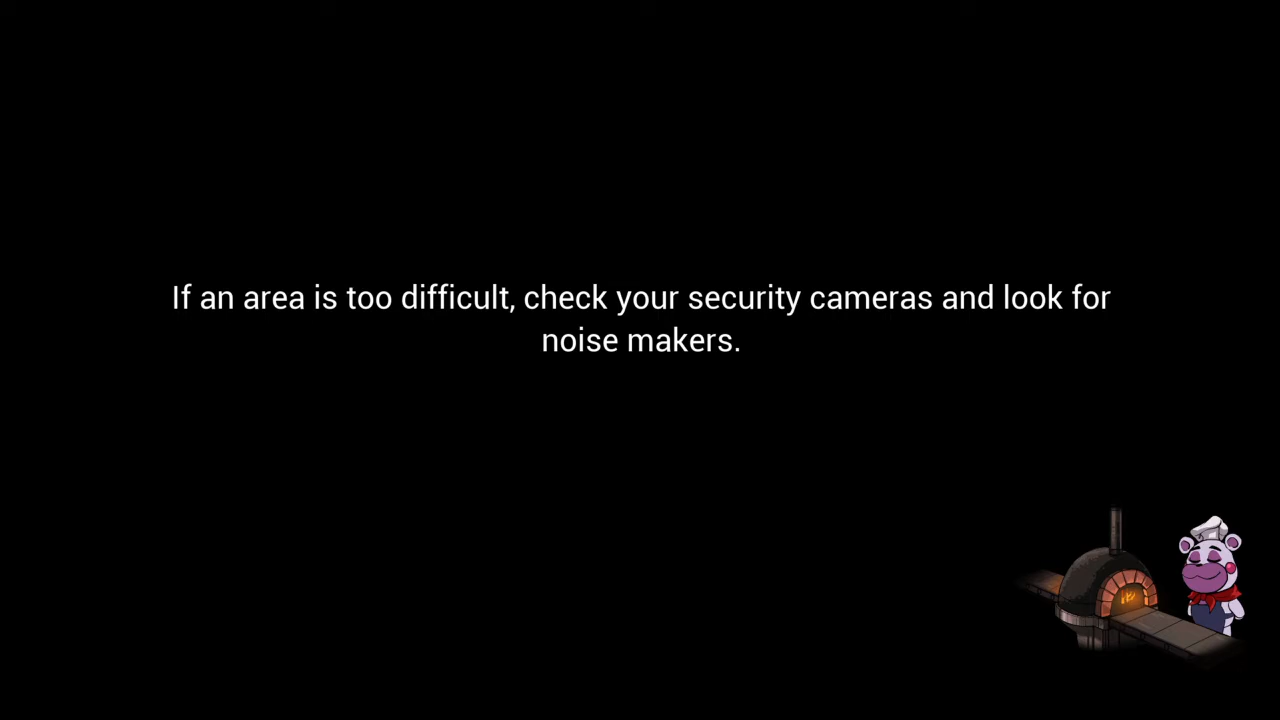 If an area is too difficult, check your security cameras and look for
noise makers.